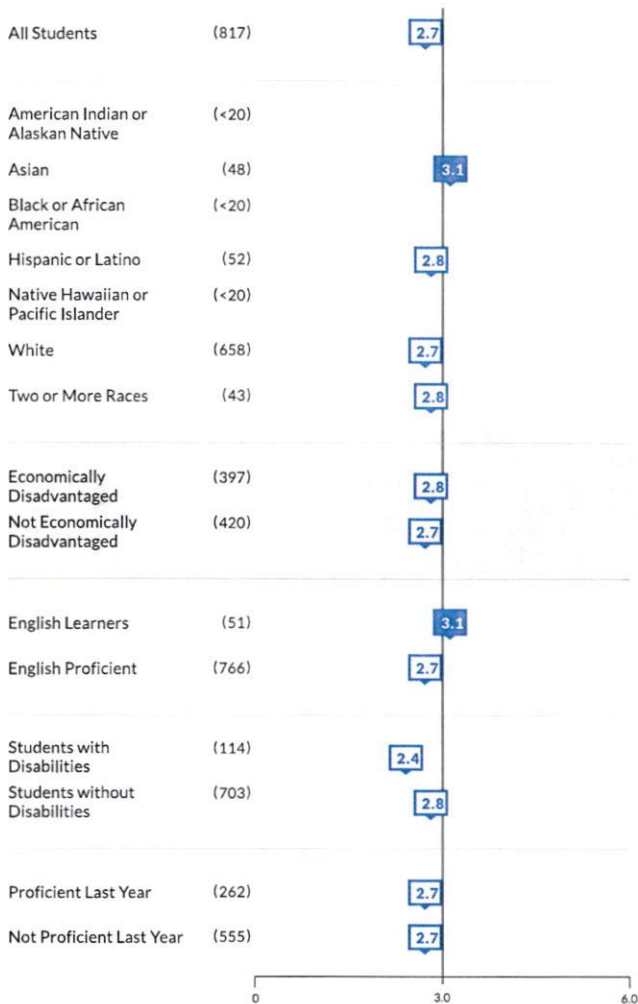 All Students (817) 2.7
American Indian or (<20)
Alaskan Native
Asian (48) 3.1
Black or African (<20)
American
Hispanic or Latino (52) 2.8
Native Hawaiian or (<20)
Pacific Islander
White (658) 2.7
Two or More Races (43) 2.8
Economically (397) 2.8
Disadvantaged
Not Economically (420) 2.7
Disadvantaged
English Learners (51) 3.1
English Proficient (766) 2.7
Students with (114) 2.4
Disabilities
Students without (703) 2.8
Disabilities
Proficient Last Year (262) 2.7
Not Proficient Last Year (555) 2.7
0 3.0 6.0